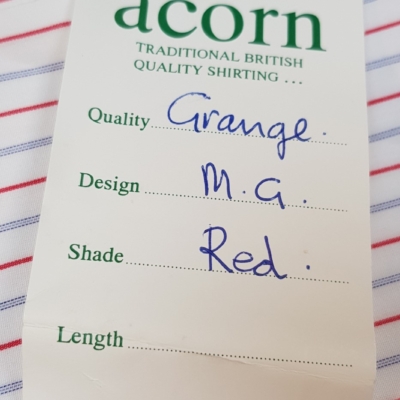 acorn
TRADITIONAL BRITISH
QUALITY SHIRTING ...
Quality Grange.
Design M.G.
Shade Red.
Length